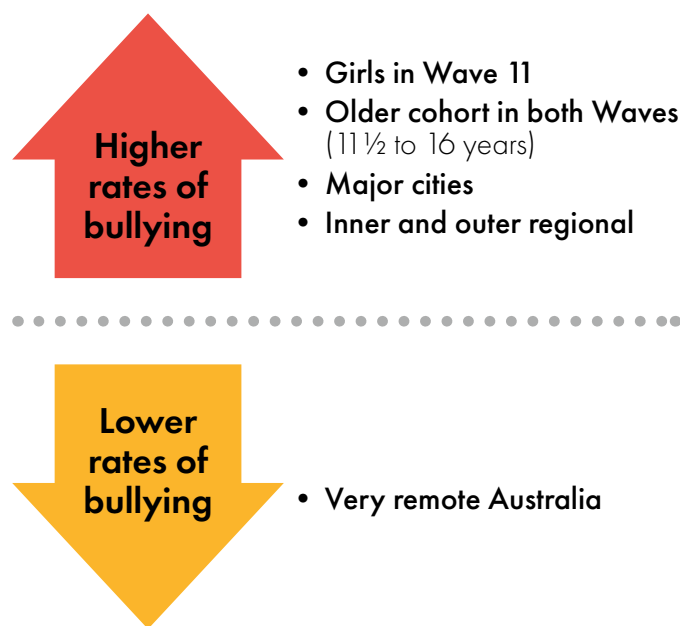 Higher
rates of
bullying
• Girls in Wave 11
• Older cohort in both Waves
(11½ to 16 years)
• Major cities
• Inner and outer regional
Lower
rates of
bullying
• Very remote Australia